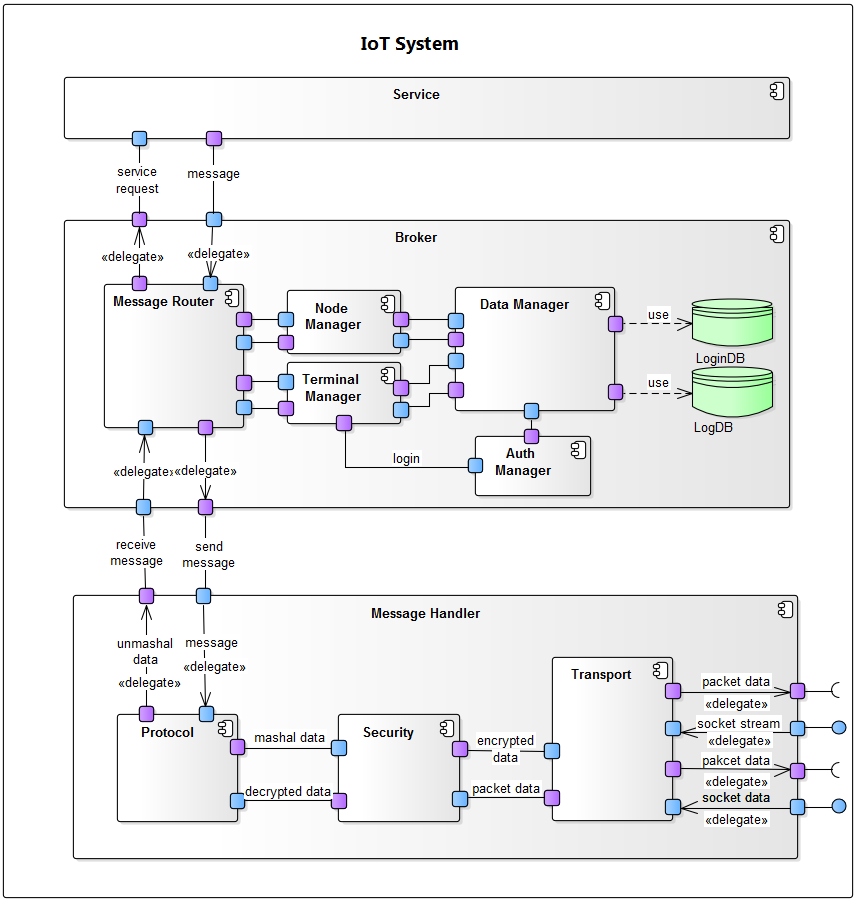 IoT System
Service
service
request
message
Broker
«delegate»
«delegate»
Message Router
Node
Manager
Data Manager
use
LoginDB
Terminal
Manager
use
LogDB
Auth
Manager
login
«delegate»
«delegate»
receive
message
send
message
Message Handler
unmashal
data
«delegate»
message
«delegate»
Protocol
mashal data
decrypted data
Security
encrypted
data
packet data
Transport
packet data
«delegate»
socket stream
«delegate»
pakcet data
«delegate»
socket data
«delegate»